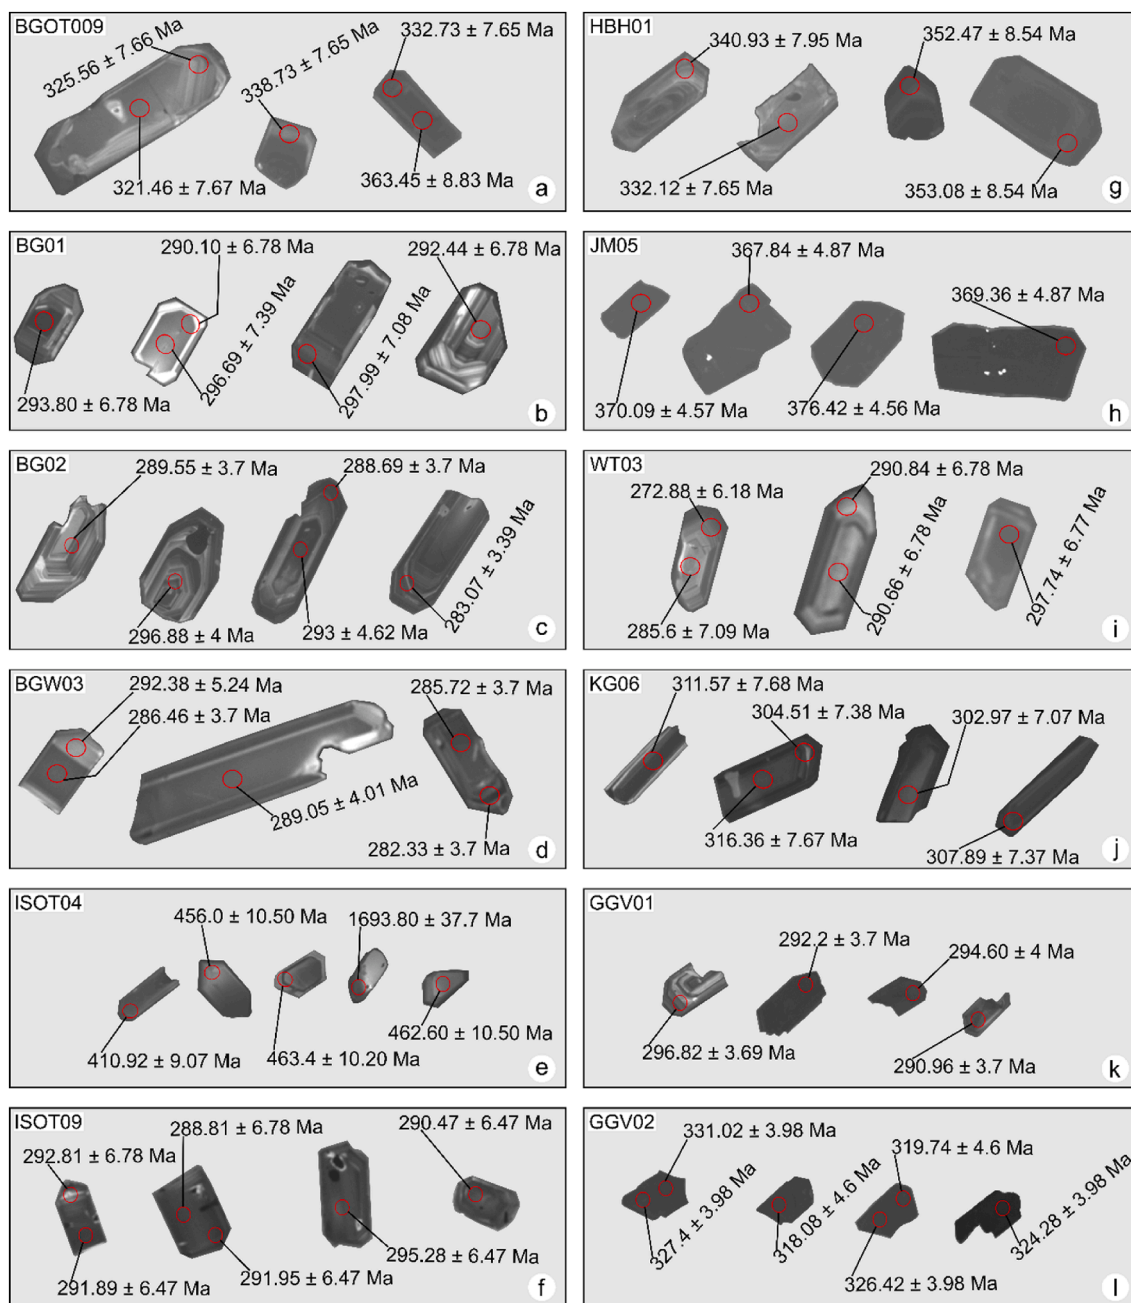 BGOT009
325.56 ± 7.66 Ma
338.73 ± 7.65 Ma
332.73 ± 7.65 Ma
321.46 ± 7.67 Ma
363.45 ± 8.83 Ma
a
BG01
290.10 ± 6.78 Ma
292.44 ± 6.78 Ma
293.80 ± 6.78 Ma
296.69 ± 7.39 Ma
297.99 ± 7.08 Ma
b
BG02
289.55 ± 3.7 Ma
288.69 ± 3.7 Ma
296.88 ± 4 Ma
293 ± 4.62 Ma
283.07 ± 3.39 Ma
c
BGW03
292.38 ± 5.24 Ma
286.46 ± 3.7 Ma
285.72 ± 3.7 Ma
289.05 ± 4.01 Ma
282.33 ± 3.7 Ma
d
ISOT04
456.0 ± 10.50 Ma
1693.80 ± 37.7 Ma
410.92 ± 9.07 Ma
463.4 ± 10.20 Ma
462.60 ± 10.50 Ma
e
ISOT09
292.81 ± 6.78 Ma
288.81 ± 6.78 Ma
290.47 ± 6.47 Ma
291.89 ± 6.47 Ma
291.95 ± 6.47 Ma
295.28 ± 6.47 Ma
f
HBH01
340.93 ± 7.95 Ma
352.47 ± 8.54 Ma
332.12 ± 7.65 Ma
353.08 ± 8.54 Ma
g
JM05
367.84 ± 4.87 Ma
369.36 ± 4.87 Ma
370.09 ± 4.57 Ma
376.42 ± 4.56 Ma
h
WT03
272.88 ± 6.18 Ma
290.84 ± 6.78 Ma
285.6 ± 7.09 Ma
290.66 ± 6.78 Ma
297.74 ± 6.77 Ma
i
KG06
311.57 ± 7.68 Ma
304.51 ± 7.38 Ma
302.97 ± 7.07 Ma
316.36 ± 7.67 Ma
307.89 ± 7.37 Ma
j
GGV01
292.2 ± 3.7 Ma
294.60 ± 4 Ma
296.82 ± 3.69 Ma
290.96 ± 3.7 Ma
k
GGV02
331.02 ± 3.98 Ma
319.74 ± 4.6 Ma
327.4 ± 3.98 Ma
318.08 ± 4.6 Ma
326.42 ± 3.98 Ma
324.28 ± 3.98 Ma
l